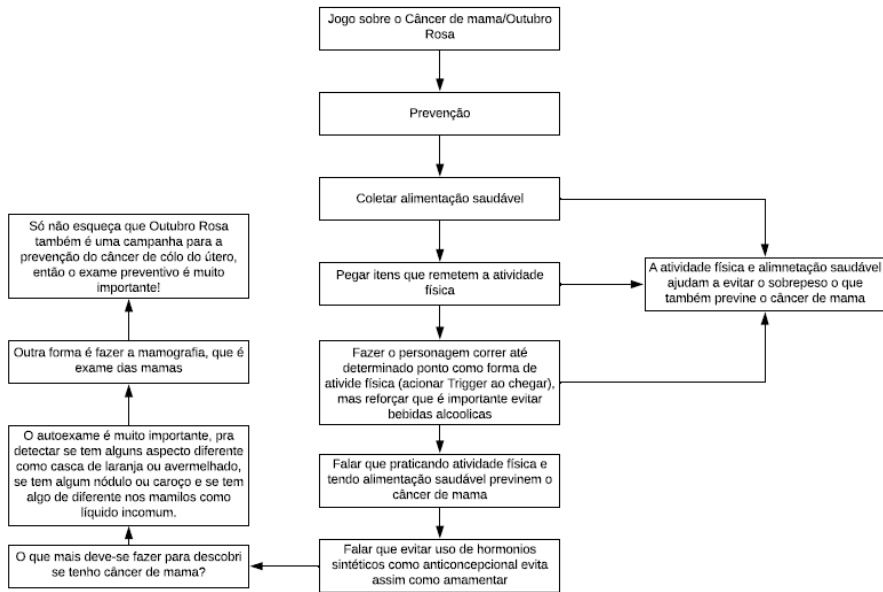 Jogo sobre o Câncer de mama/Outubro
Rosa
Prevenção
Coletar alimentação saudável
Pegar itens que remetem a atividade
física
A atividade física e alimnetação saudável
ajudam a evitar o sobrepeso o que
também previne o câncer de mama
Fazer o personagem correr até
determinado ponto como forma de
ativide física (acionar Trigger ao chegar),
mas reforçar que é importante evitar
bebidas alcoolicas
Falar que praticando atividade física e
tendo alimentação saudável previnem o
câncer de mama
Falar que evitar uso de hormonios
sintéticos como anticoncepcional evita
assim como amamentar
O que mais deve-se fazer para descobri
se tenho câncer de mama?
O autoexame é muito importante, pra
detectar se tem alguns aspecto diferente
como casca de laranja ou avermelhado,
se tem algum nódulo ou caroço e se tem
algo de diferente nos mamilos como
líquido incomum.
Outra forma é fazer a mamografia, que é
exame das mamas
Só não esqueça que Outubro Rosa
também é uma campanha para a
prevenção do câncer de cólo do útero,
então o exame preventivo é muito
importante!